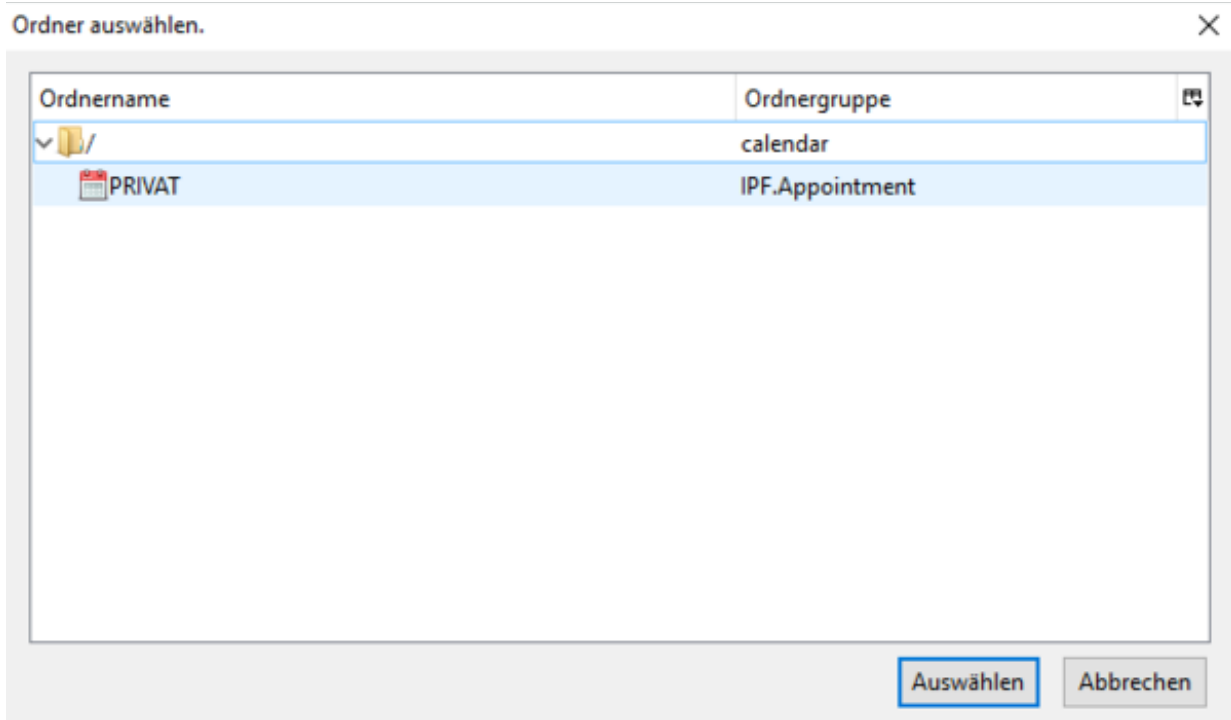 Ordner auswählen.
Ordnername Ordnergruppe
/ calendar
PRIVAT IPF.Appointment
Auswählen Abbrechen